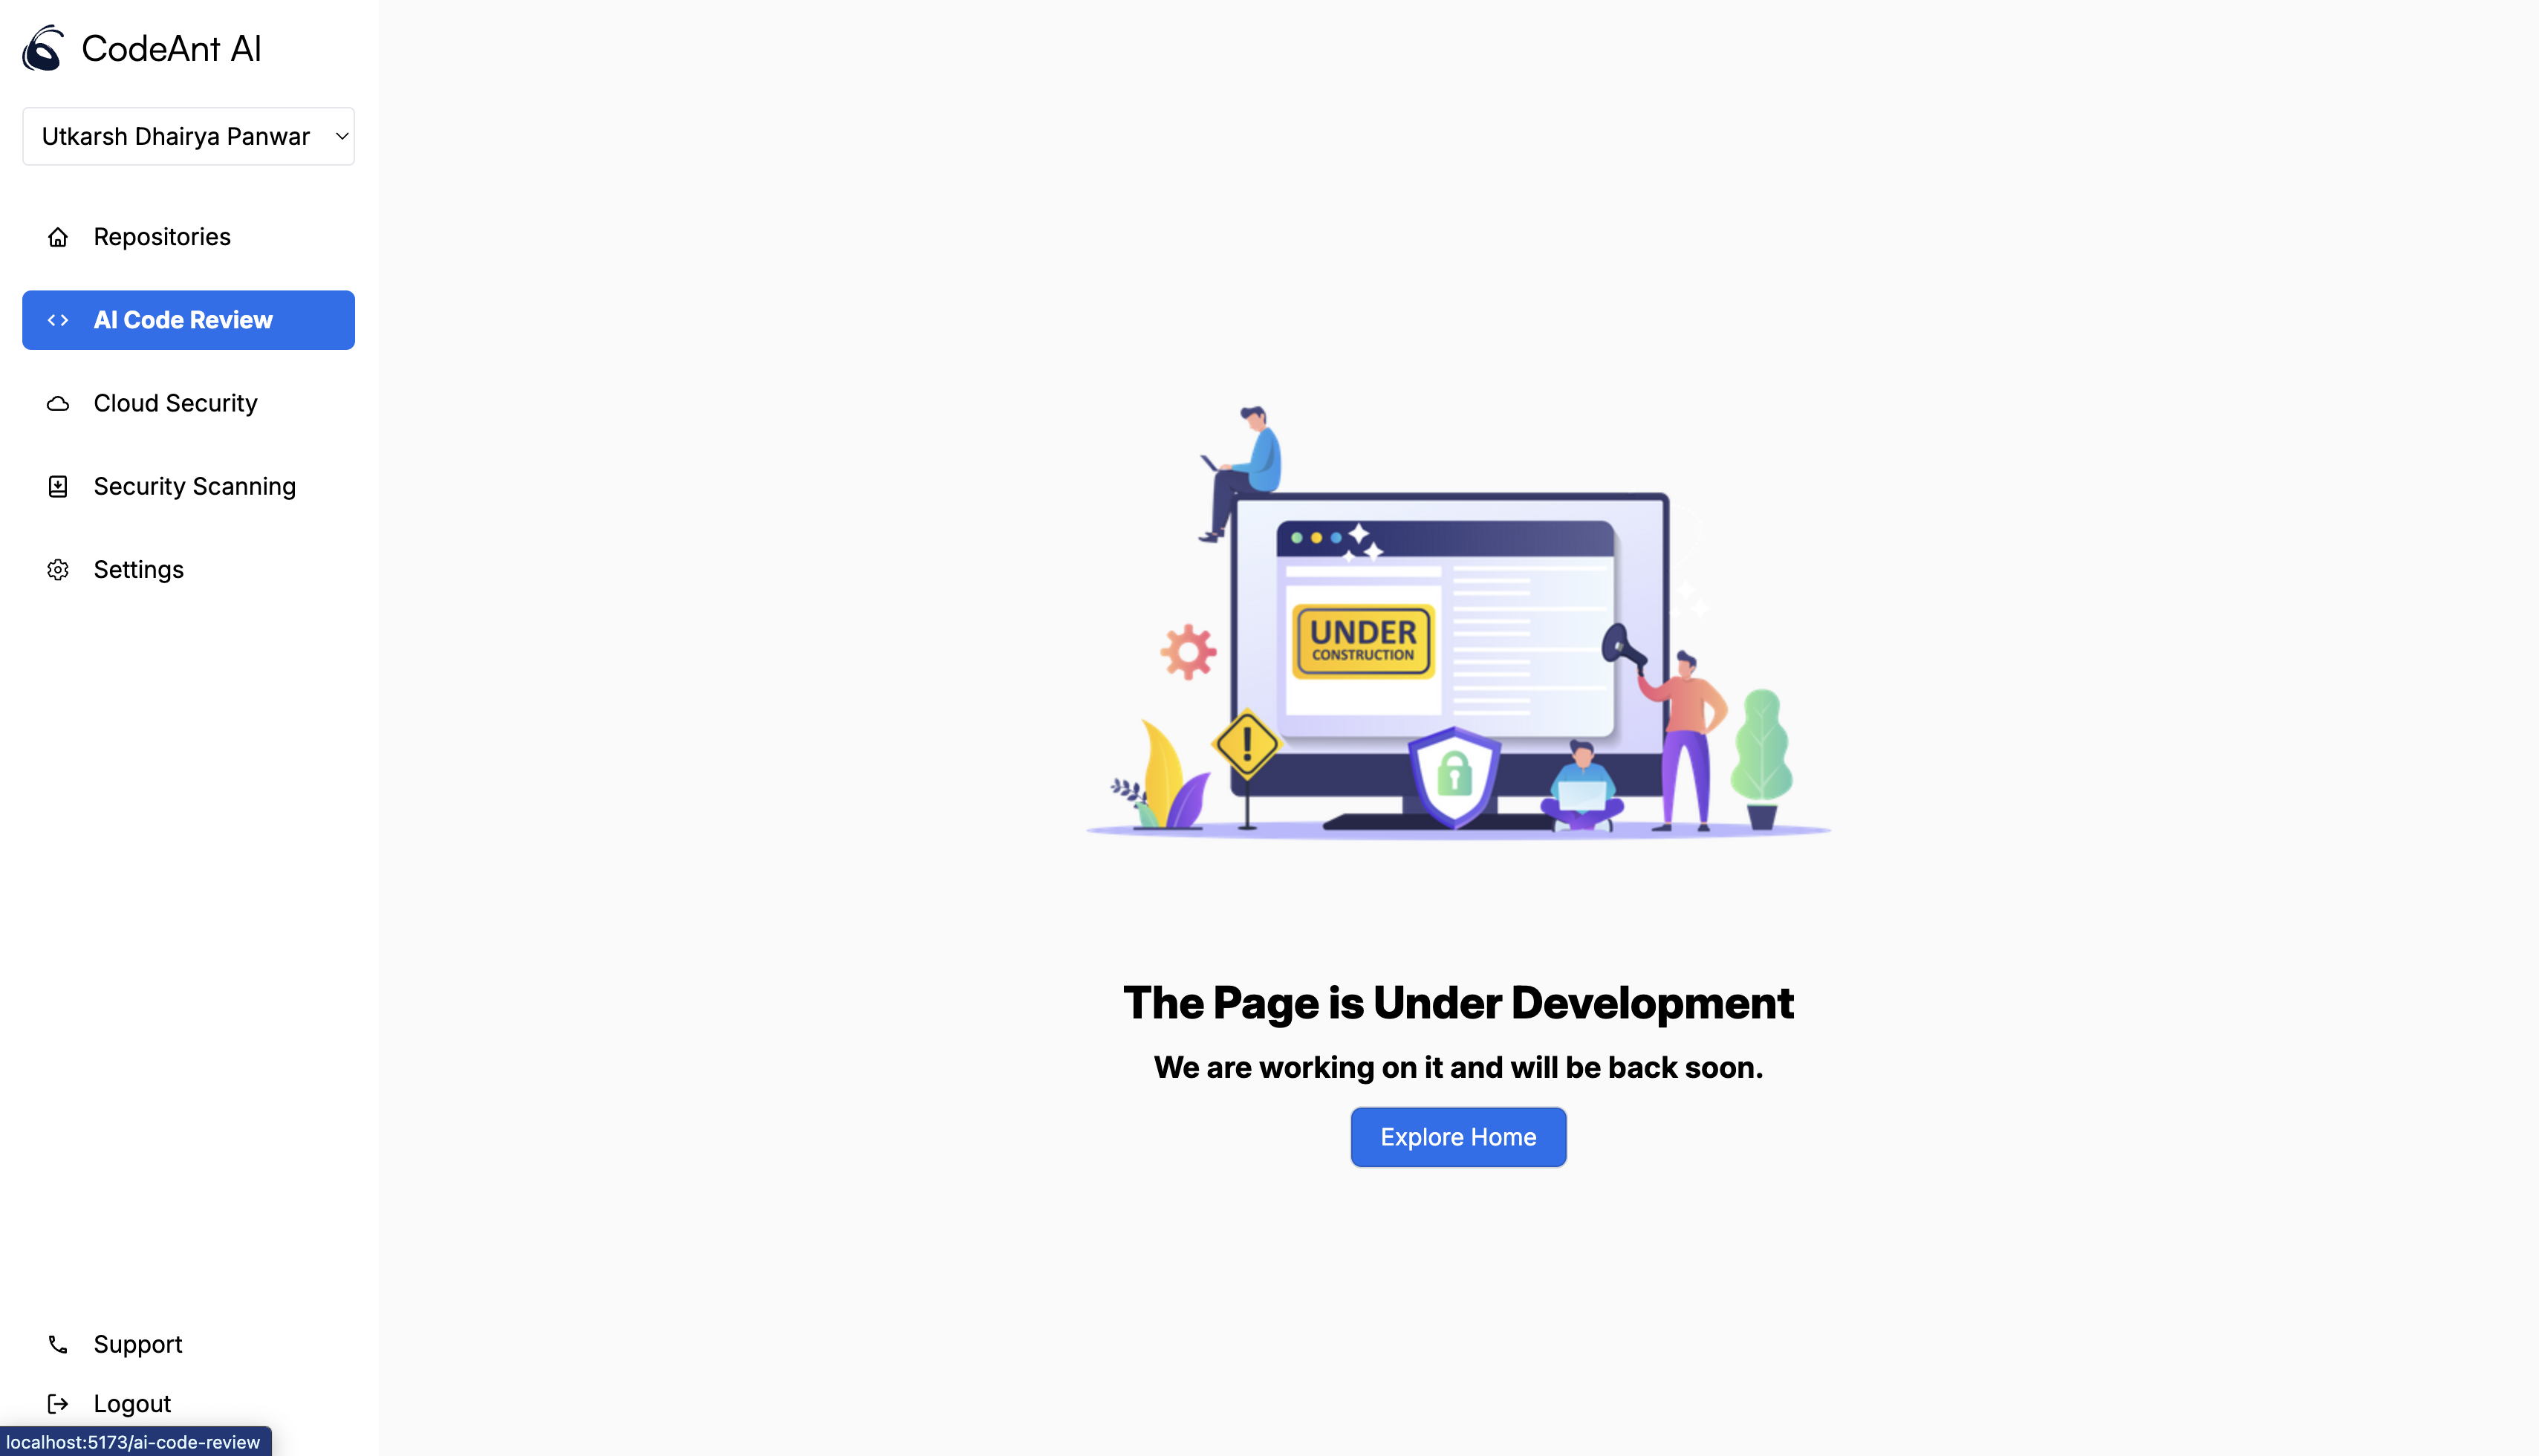 CodeAnt AI
Utkarsh Dhairya Panwar
Repositories
AI Code Review
Cloud Security
Security Scanning
Settings
UNDER
CONSTRUCTION
The Page is Under Development
We are working on it and will be back soon.
Explore Home
Support
Logout
localhost:5173/ai-code-review